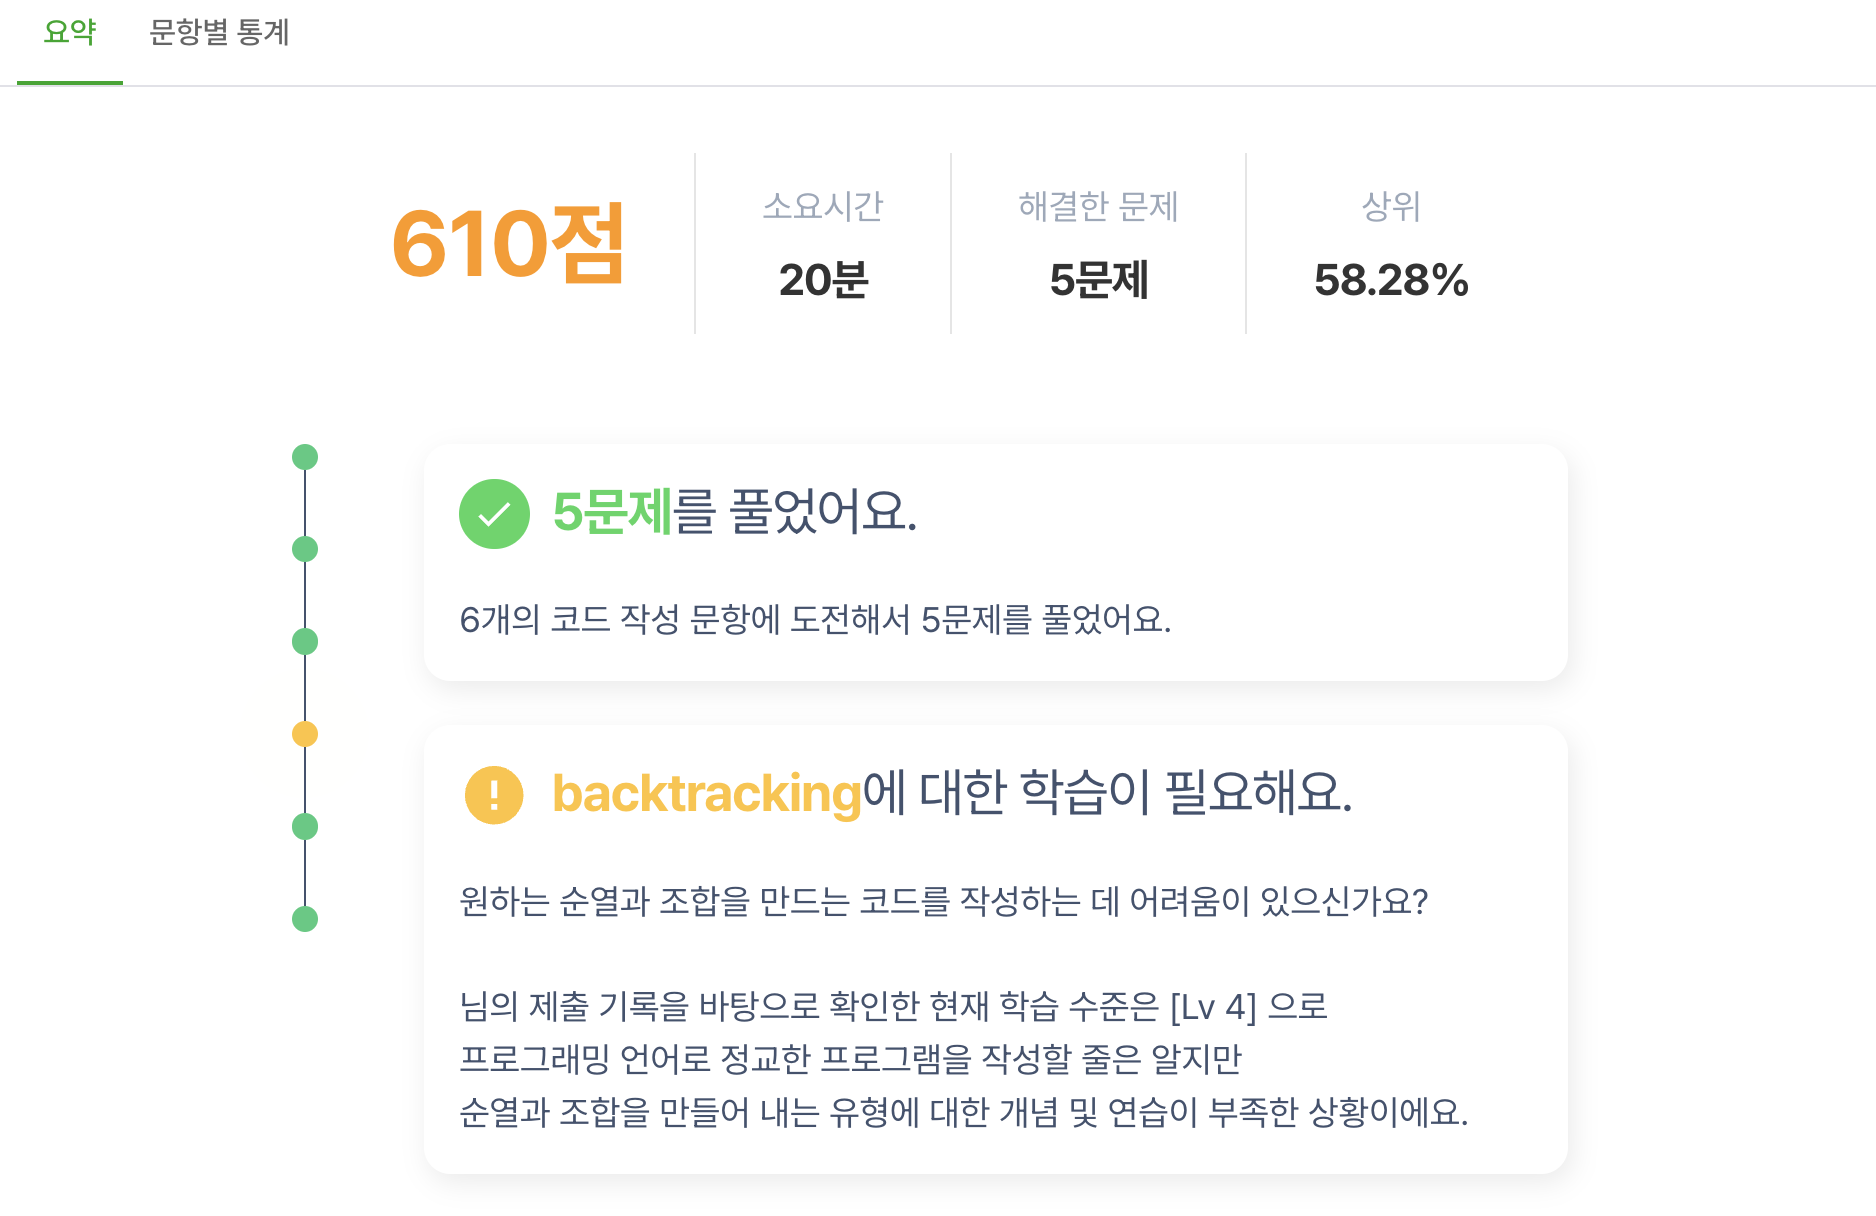 요약 문항별 통계
610점
소요시간
20분
해결한 문제
5문제
상위
58.28%
5문제를 풀었어요.
6개의 코드 작성 문항에 도전해서 5문제를 풀었어요.
backtracking에 대한 학습이 필요해요.
원하는 순열과 조합을 만드는 코드를 작성하는 데 어려움이 있으신가요?
님의 제출 기록을 바탕으로 확인한 현재 학습 수준은 [Lv 4] 으로
프로그래밍 언어로 정교한 프로그램을 작성할 줄은 알지만
순열과 조합을 만들어 내는 유형에 대한 개념 및 연습이 부족한 상황이에요.